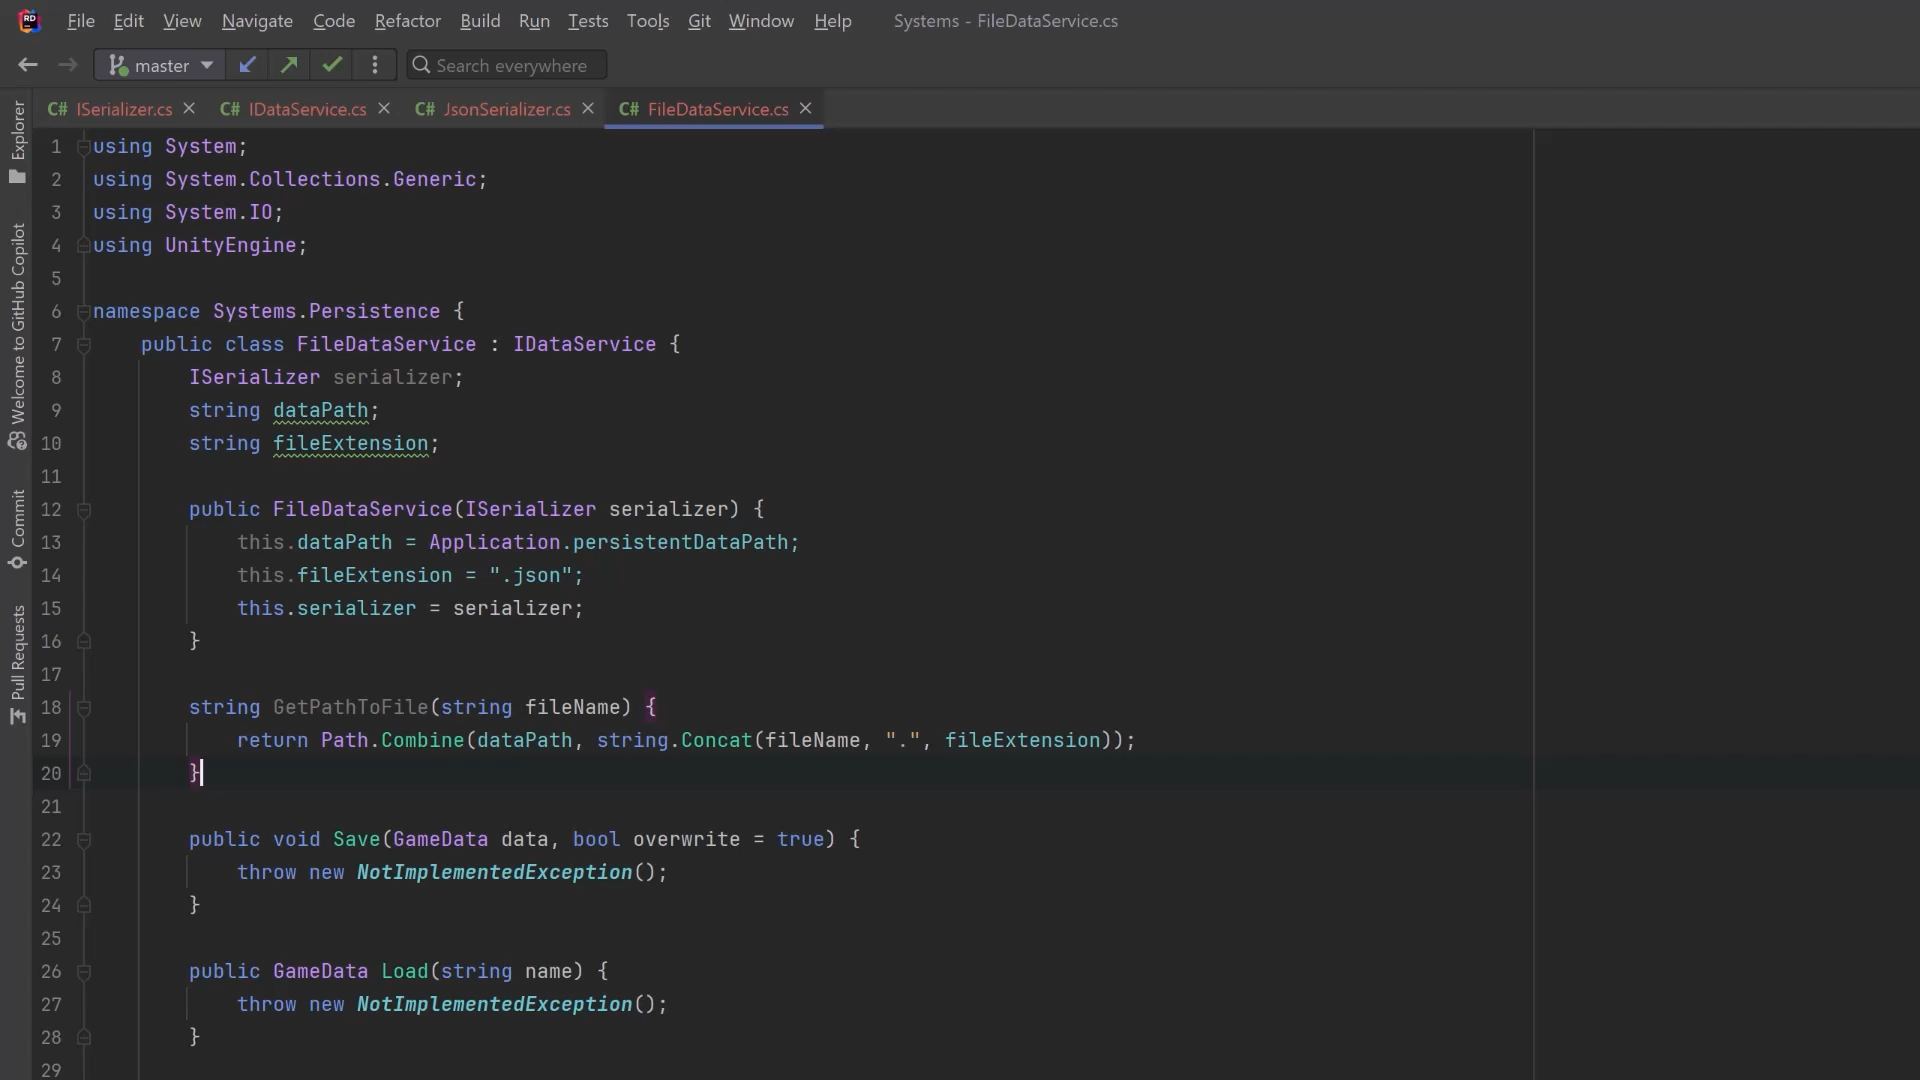 RD File Edit View Navigate Code Refactor Build Run Tests Tools Git Window Help Systems - FileDataService.cs
master Search everywhere
C# ISerializer.cs C# IDataService.cs C# JsonSerializer.cs C# FileDataService.cs
Explorer
Welcome to GitHub Copilot
Commit
Pull Requests
1 using System;
2 using System.Collections.Generic;
3 using System.IO;
4 using UnityEngine;
5
6 namespace Systems.Persistence {
7 public class FileDataService : IDataService {
8 ISerializer serializer;
9 string dataPath;
10 string fileExtension;
11
12 public FileDataService(ISerializer serializer) {
13 this.dataPath = Application.persistentDataPath;
14 this.fileExtension = ".json";
15 this.serializer = serializer;
16 }
17
18 string GetPathToFile(string fileName) {
19 return Path.Combine(dataPath, string.Concat(fileName, ".", fileExtension));
20 }
21
22 public void Save(GameData data, bool overwrite = true) {
23 throw new NotImplementedException();
24 }
25
26 public GameData Load(string name) {
27 throw new NotImplementedException();
28 }
29